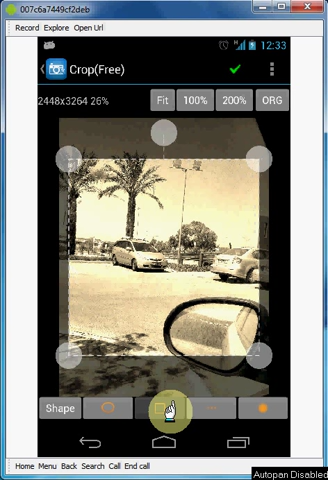 007c6a7449cf2deb
Record Explore Open Url
12:33
Crop(Free)
2448x3264 26% Fit 100% 200% ORG
Shape
Home Menu Back Search Call End call
Autopan Disabled